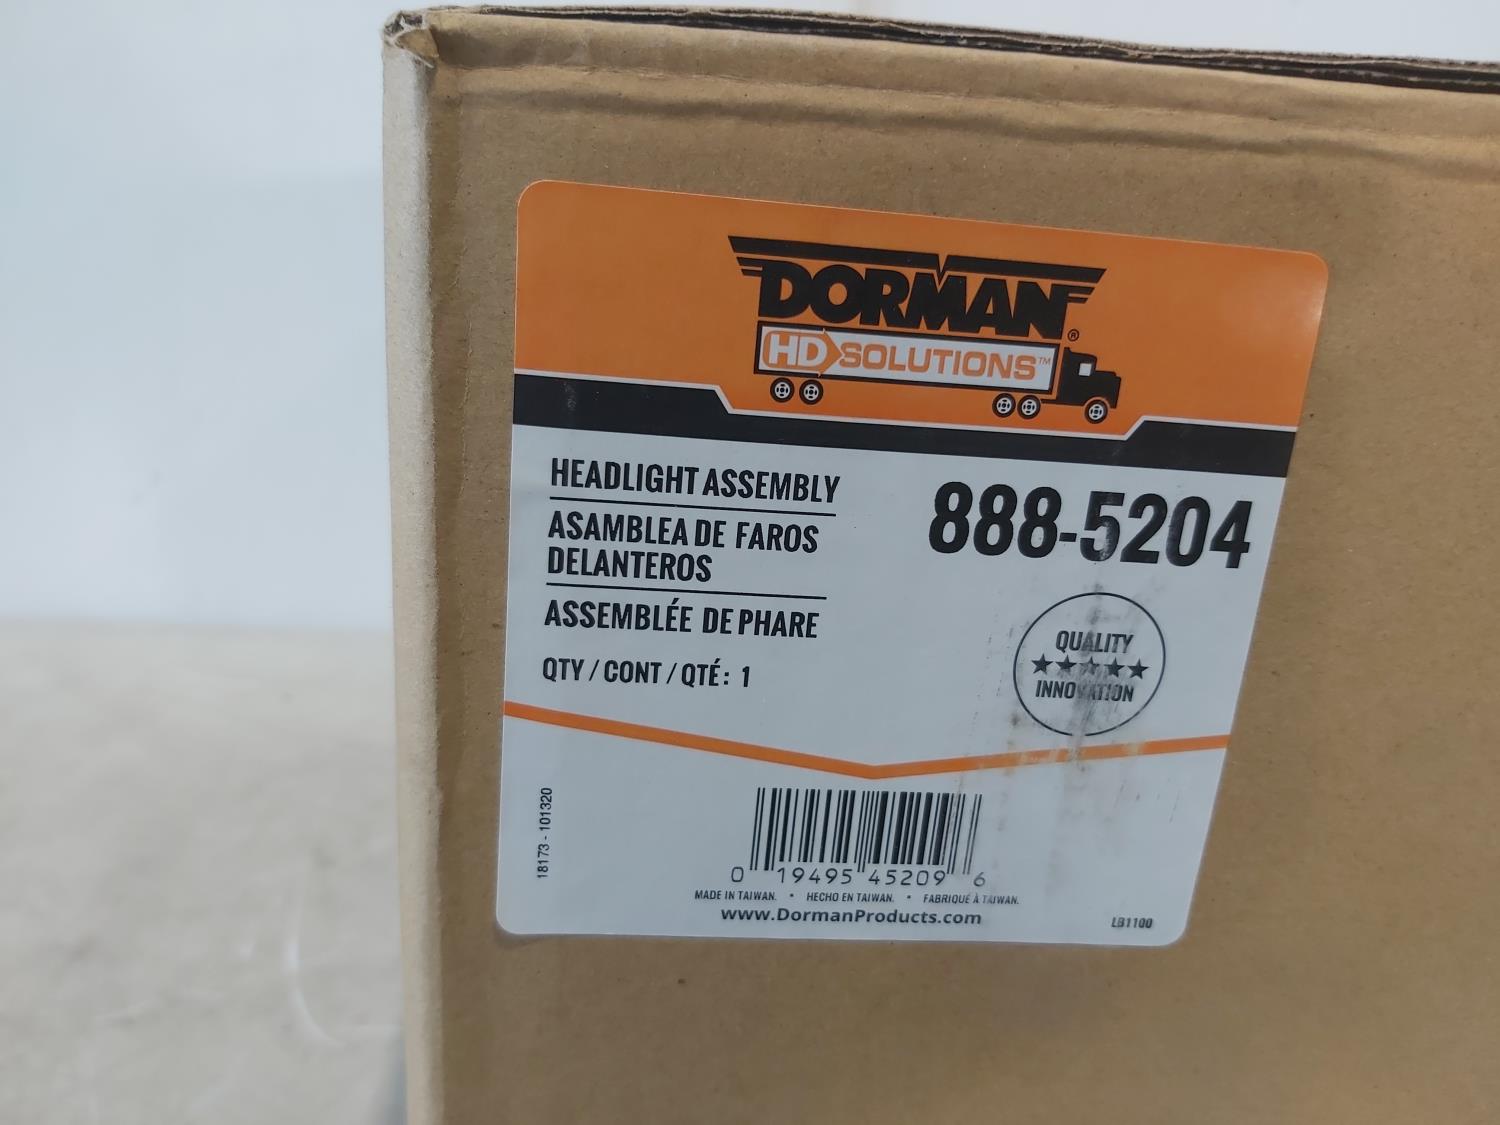 DORMAN®
HD SOLUTIONS™
HEADLIGHT ASSEMBLY
888-5204
ASAMBLEA DE FAROS
DELANTEROS
ASSEMBLÉE DE PHARE
QTY / CONT / QTÉ: 1
QUALITY
INNOVATION
18173 - 101320
0 19495 45209 6
MADE IN TAIWAN. • HECHO EN TAIWAN. • FABRIQUÉ À TAIWAN.
www.DormanProducts.com
LB1100